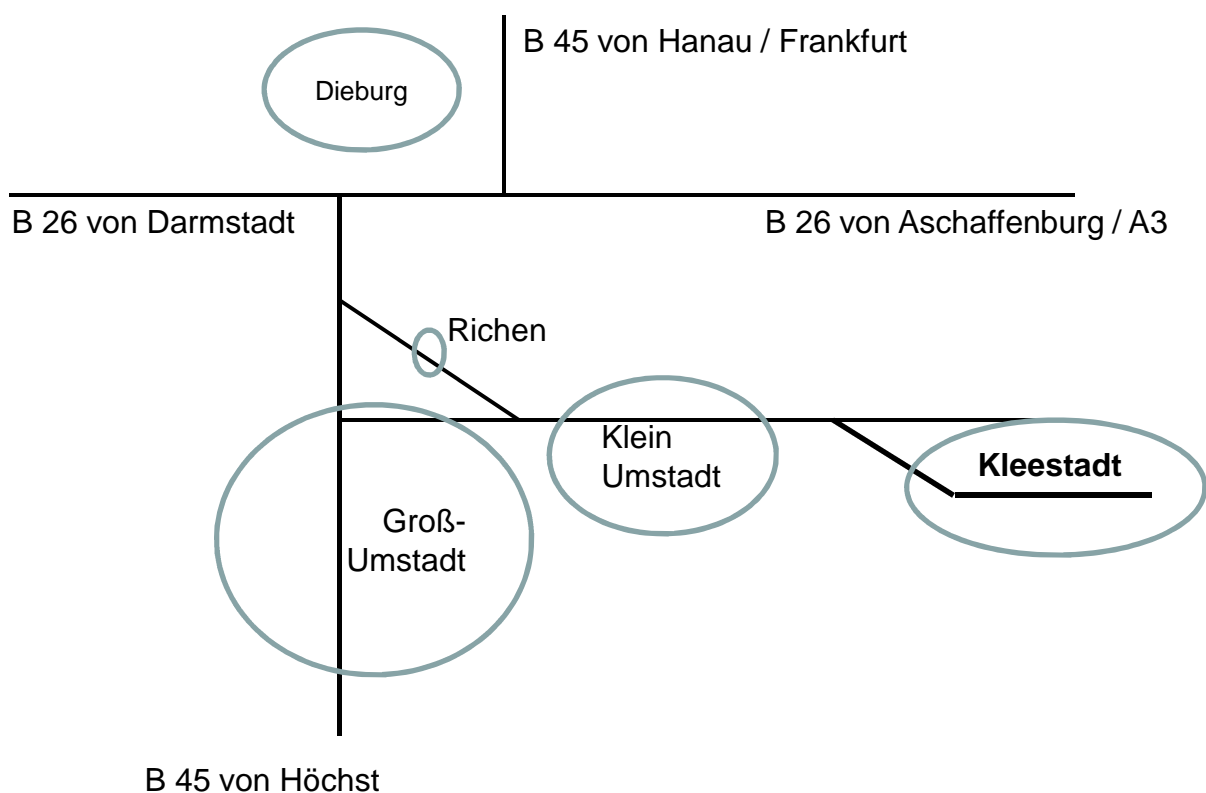 B 45 von Hanau / Frankfurt
Dieburg
B 26 von Darmstadt
B 26 von Aschaffenburg / A3
Richen
Klein
Umstadt
Kleestadt
Groß-
Umstadt
B 45 von Höchst